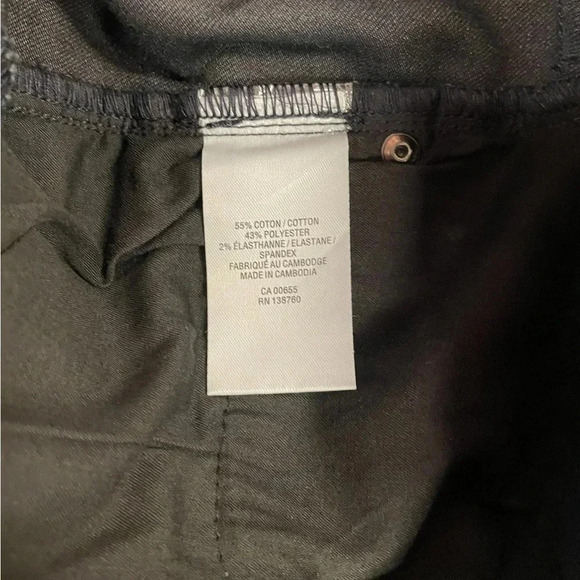 55% COTON / COTTON
43% POLYESTER
2% ÉLASTHANNE / ELASTANE /
SPANDEX
FABRIQUÉ AU CAMBODGE
MADE IN CAMBODIA
CA 00655
RN 138760